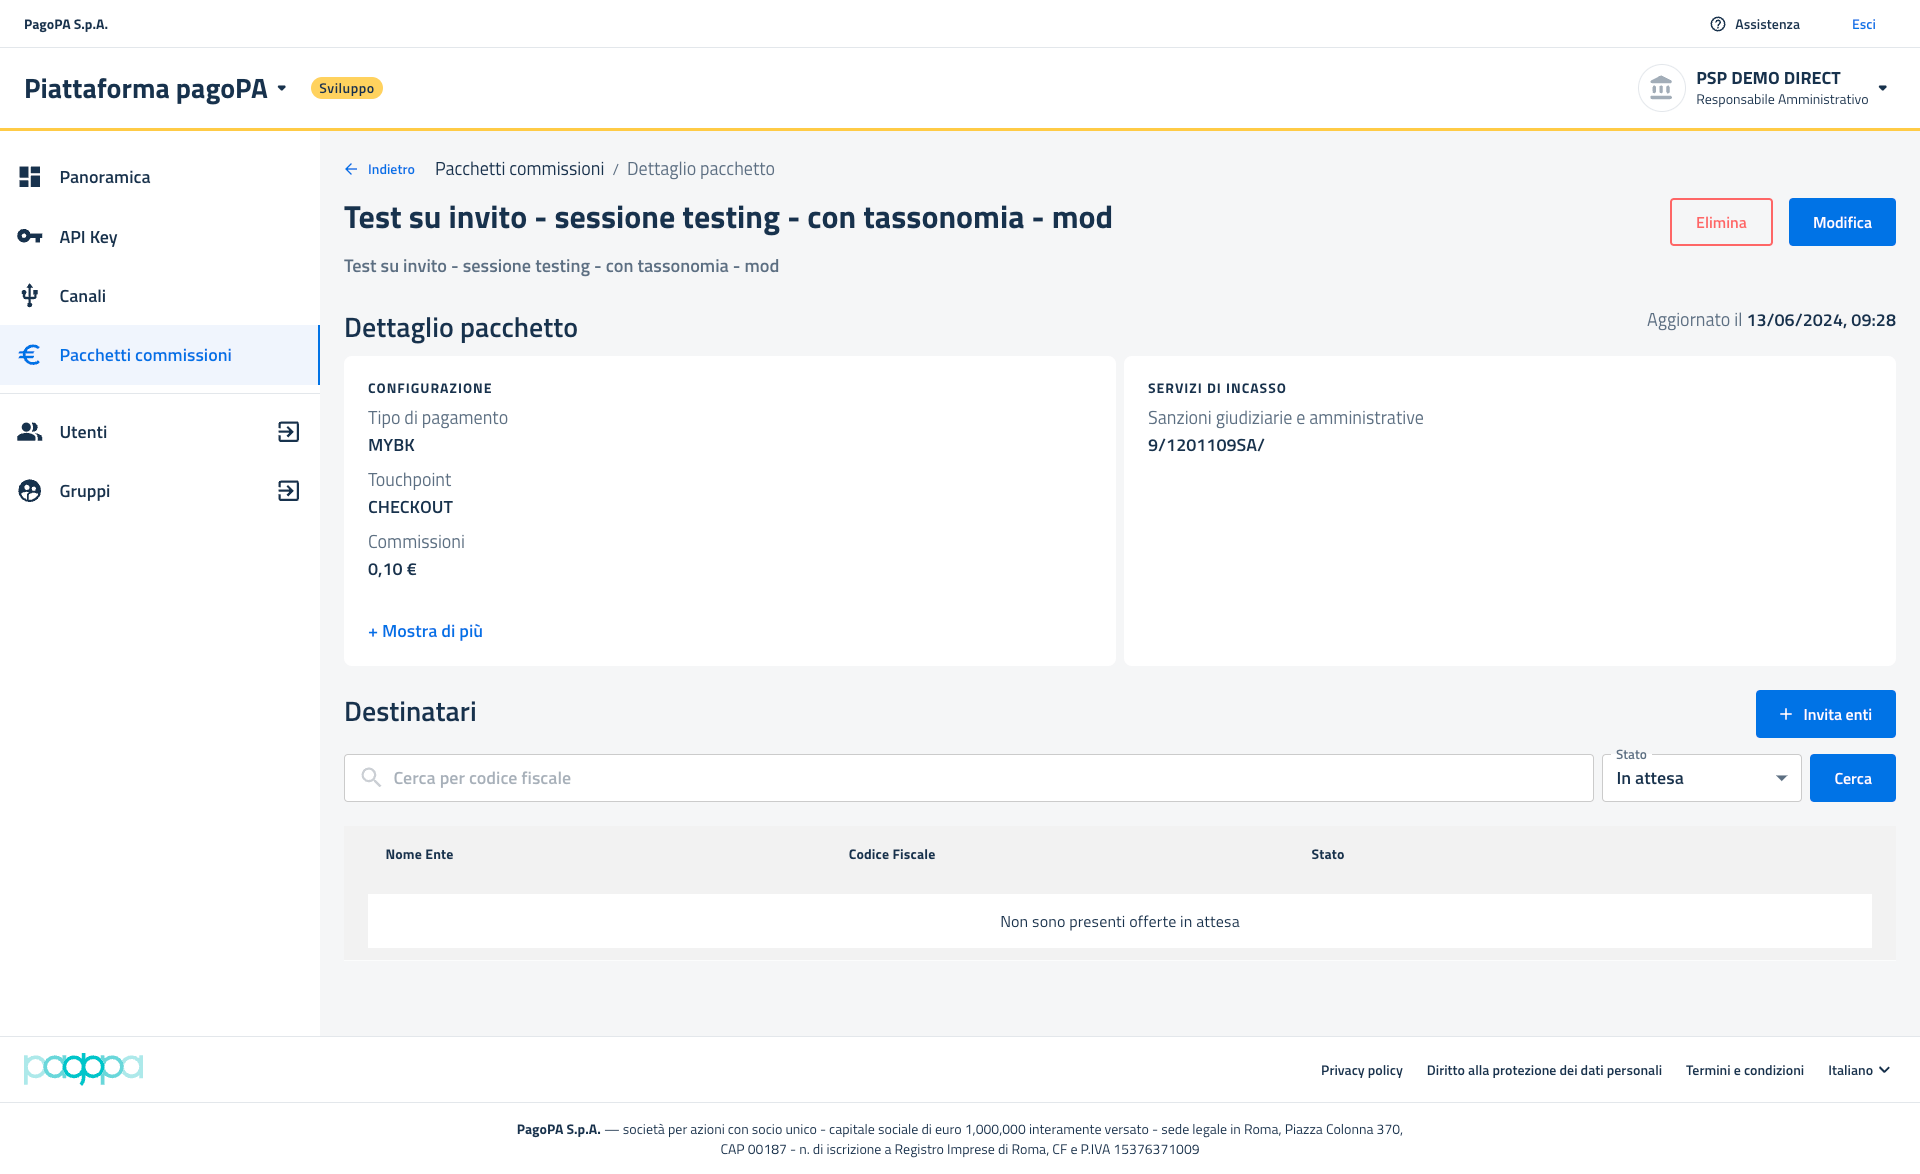 PagoPA S.p.A.
Assistenza
Esci
Piattaforma pagoPA
Sviluppo
PSP DEMO DIRECT
Responsabile Amministrativo
Panoramica
API Key
Canali
Pacchetti commissioni
Utenti
Gruppi
Indietro
Pacchetti commissioni / Dettaglio pacchetto
Test su invito - sessione testing - con tassonomia - mod
Elimina
Modifica
Test su invito - sessione testing - con tassonomia - mod
Dettaglio pacchetto
Aggiornato il 13/06/2024, 09:28
CONFIGURAZIONE
Tipo di pagamento
MYBK
Touchpoint
CHECKOUT
Commissioni
0,10 €
+ Mostra di più
SERVIZI DI INCASSO
Sanzioni giudiziarie e amministrative
9/1201109SA/
Destinatari
+ Invita enti
Cerca per codice fiscale
Stato
In attesa
Cerca
Nome Ente
Codice Fiscale
Stato
Non sono presenti offerte in attesa
pagopa
Privacy policy
Diritto alla protezione dei dati personali
Termini e condizioni
Italiano
PagoPA S.p.A. — società per azioni con socio unico - capitale sociale di euro 1,000,000 interamente versato - sede legale in Roma, Piazza Colonna 370,
CAP 00187 - n. di iscrizione a Registro Imprese di Roma, CF e P.IVA 15376371009